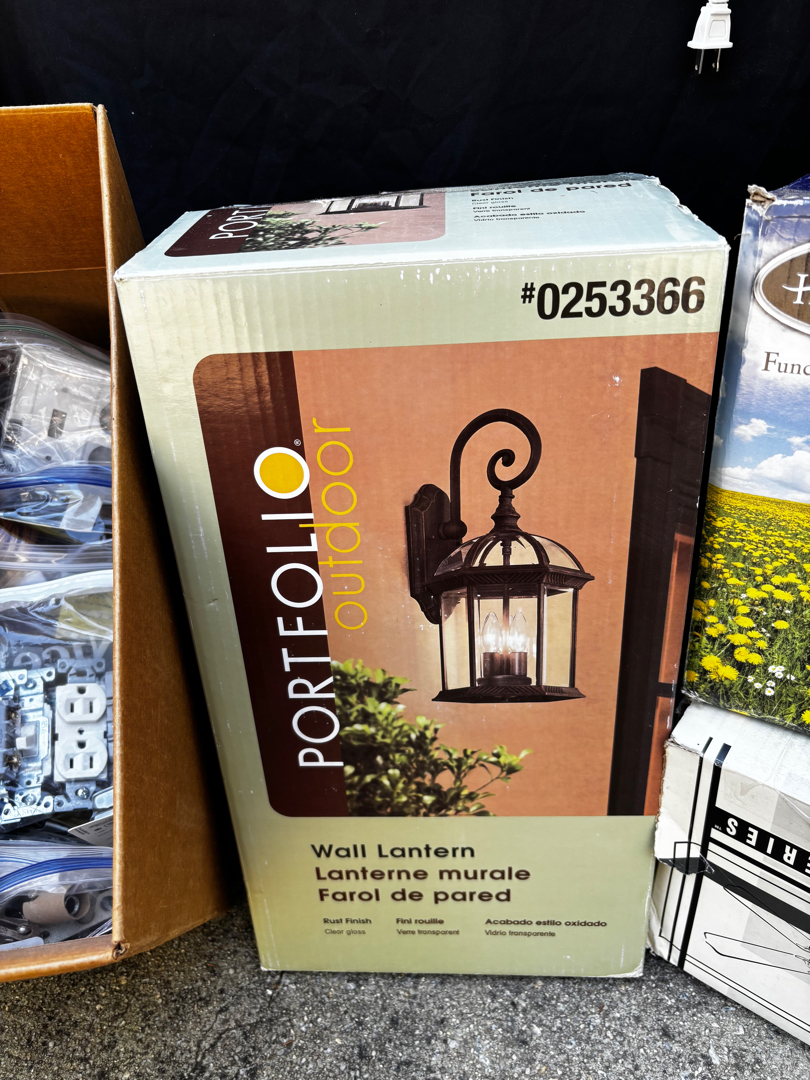 PORTF
Farol de pared
Rust Finish
Clear glass
Fini rouille
Verre transparent
Acabado estilo oxidado
Vidrio transparente
#0253366
PORTFOLIO®
outdoor
Wall Lantern
Lanterne murale
Farol de pared
Rust Finish Fini rouille Acabado estilo oxidado
Clear glass Verre transparent Vidrio transparente
H
Func
ERIES